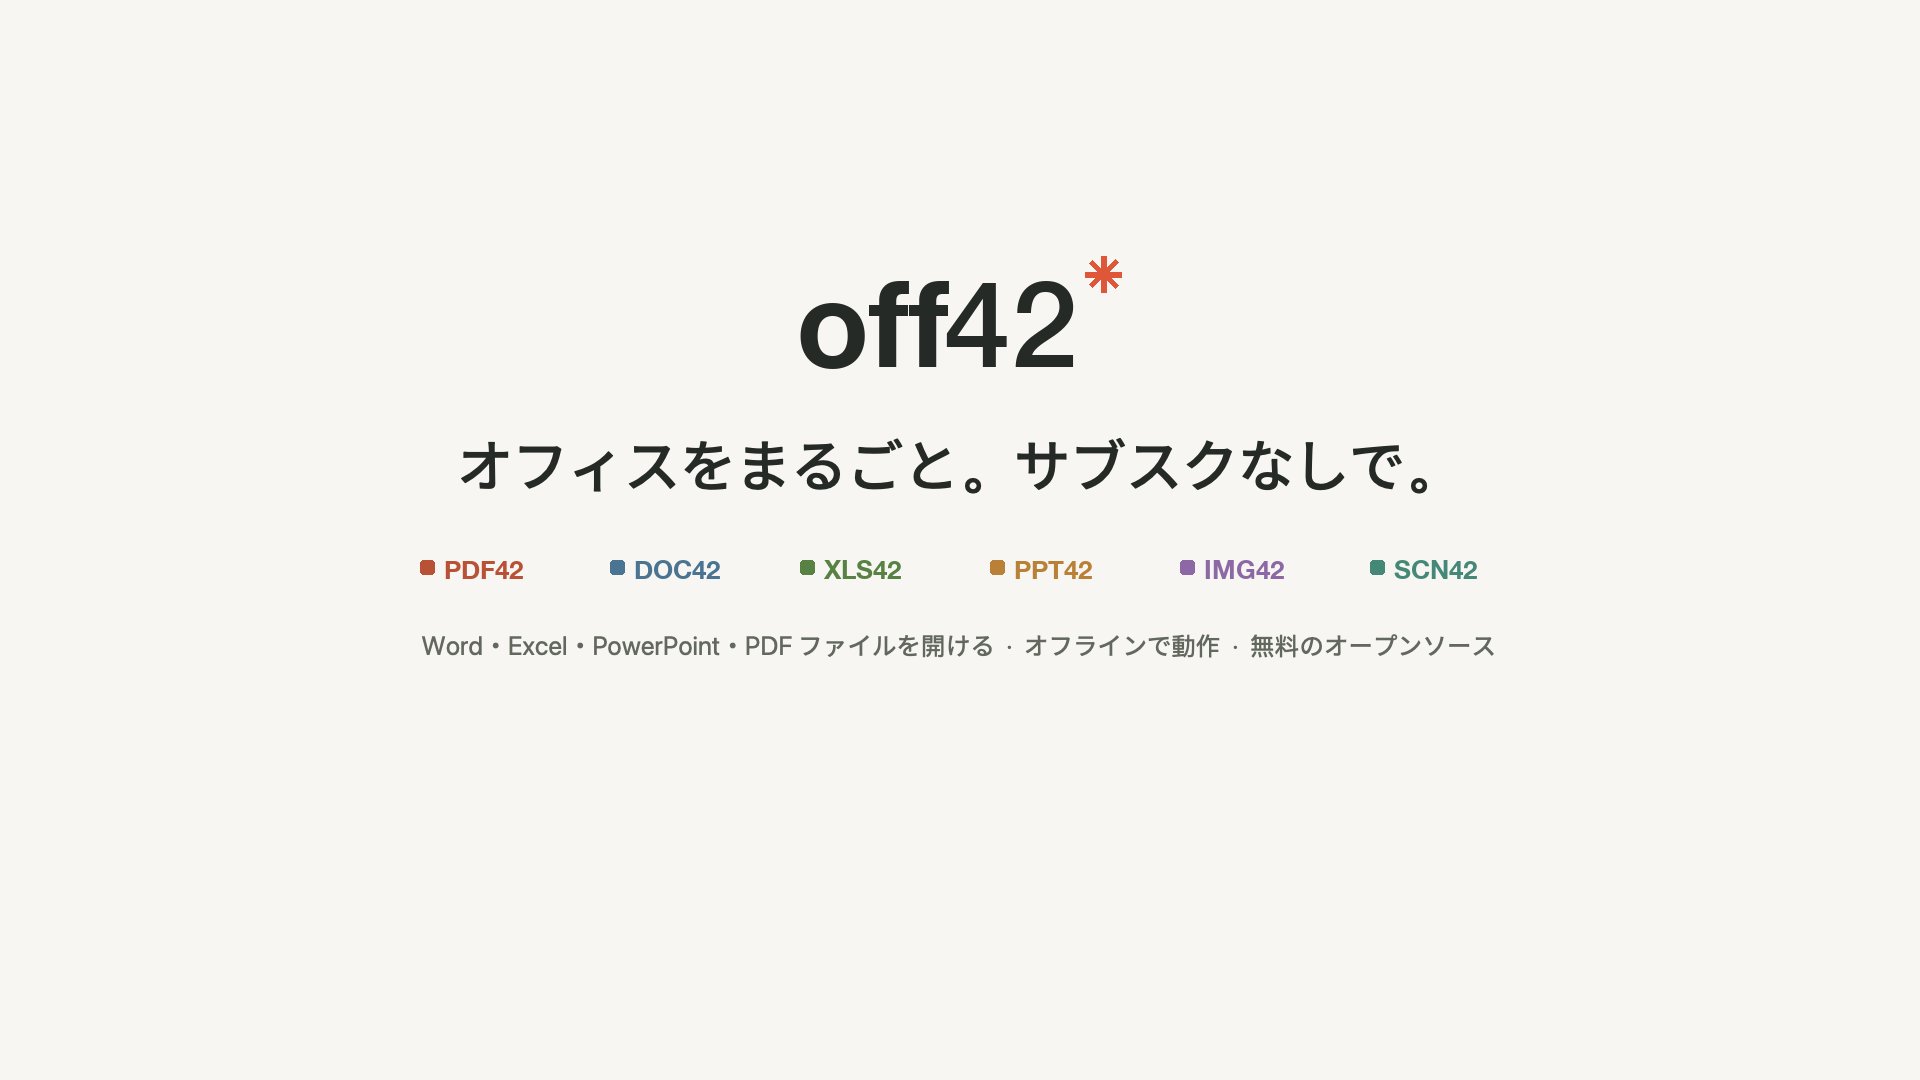 off42*
オフィスをまるごと。サブスクなしで。
PDF42 DOC42 XLS42 PPT42 IMG42 SCN42
Word・Excel・PowerPoint・PDF ファイルを開ける · オフラインで動作 · 無料のオープンソース